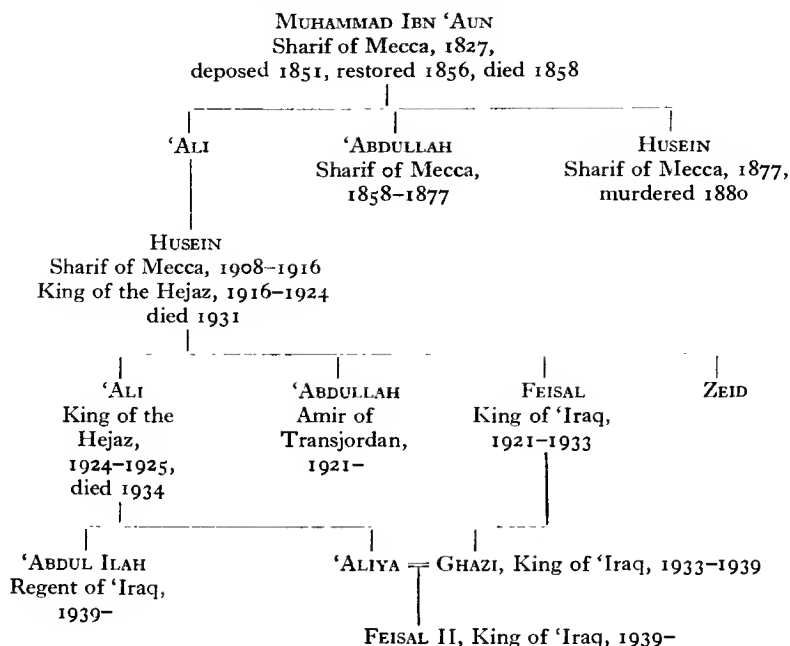 MUHAMMAD IBN ‘AUN
Sharif of Mecca, 1827,
deposed 1851, restored 1856, died 1858
‘ALI
‘ABDULLAH
Sharif of Mecca,
1858–1877
HUSEIN
Sharif of Mecca, 1877,
murdered 1880
HUSEIN
Sharif of Mecca, 1908–1916
King of the Hejaz, 1916–1924
died 1931
‘ALI
King of the
Hejaz,
1924–1925,
died 1934
‘ABDULLAH
Amir of
Transjordan,
1921–
FEISAL
King of ‘Iraq,
1921–1933
ZEID
‘ABDUL ILAH
Regent of ‘Iraq,
1939–
‘ALIYA = GHAZI, King of ‘Iraq, 1933–1939
FEISAL II, King of ‘Iraq, 1939–